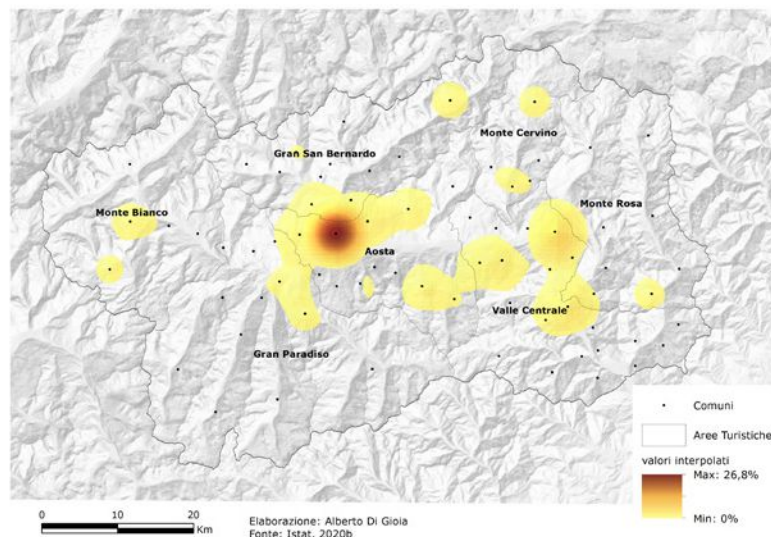 Monte Cervino
Gran San Bernardo
Monte Bianco
Monte Rosa
Aosta
Valle Centrale
Gran Paradiso
Comuni
Aree Turistiche
valori interpolati
Max: 26,8%
Min: 0%
0 10 20
Km
Elaborazione: Alberto Di Gioia
Fonte: Istat, 2020b